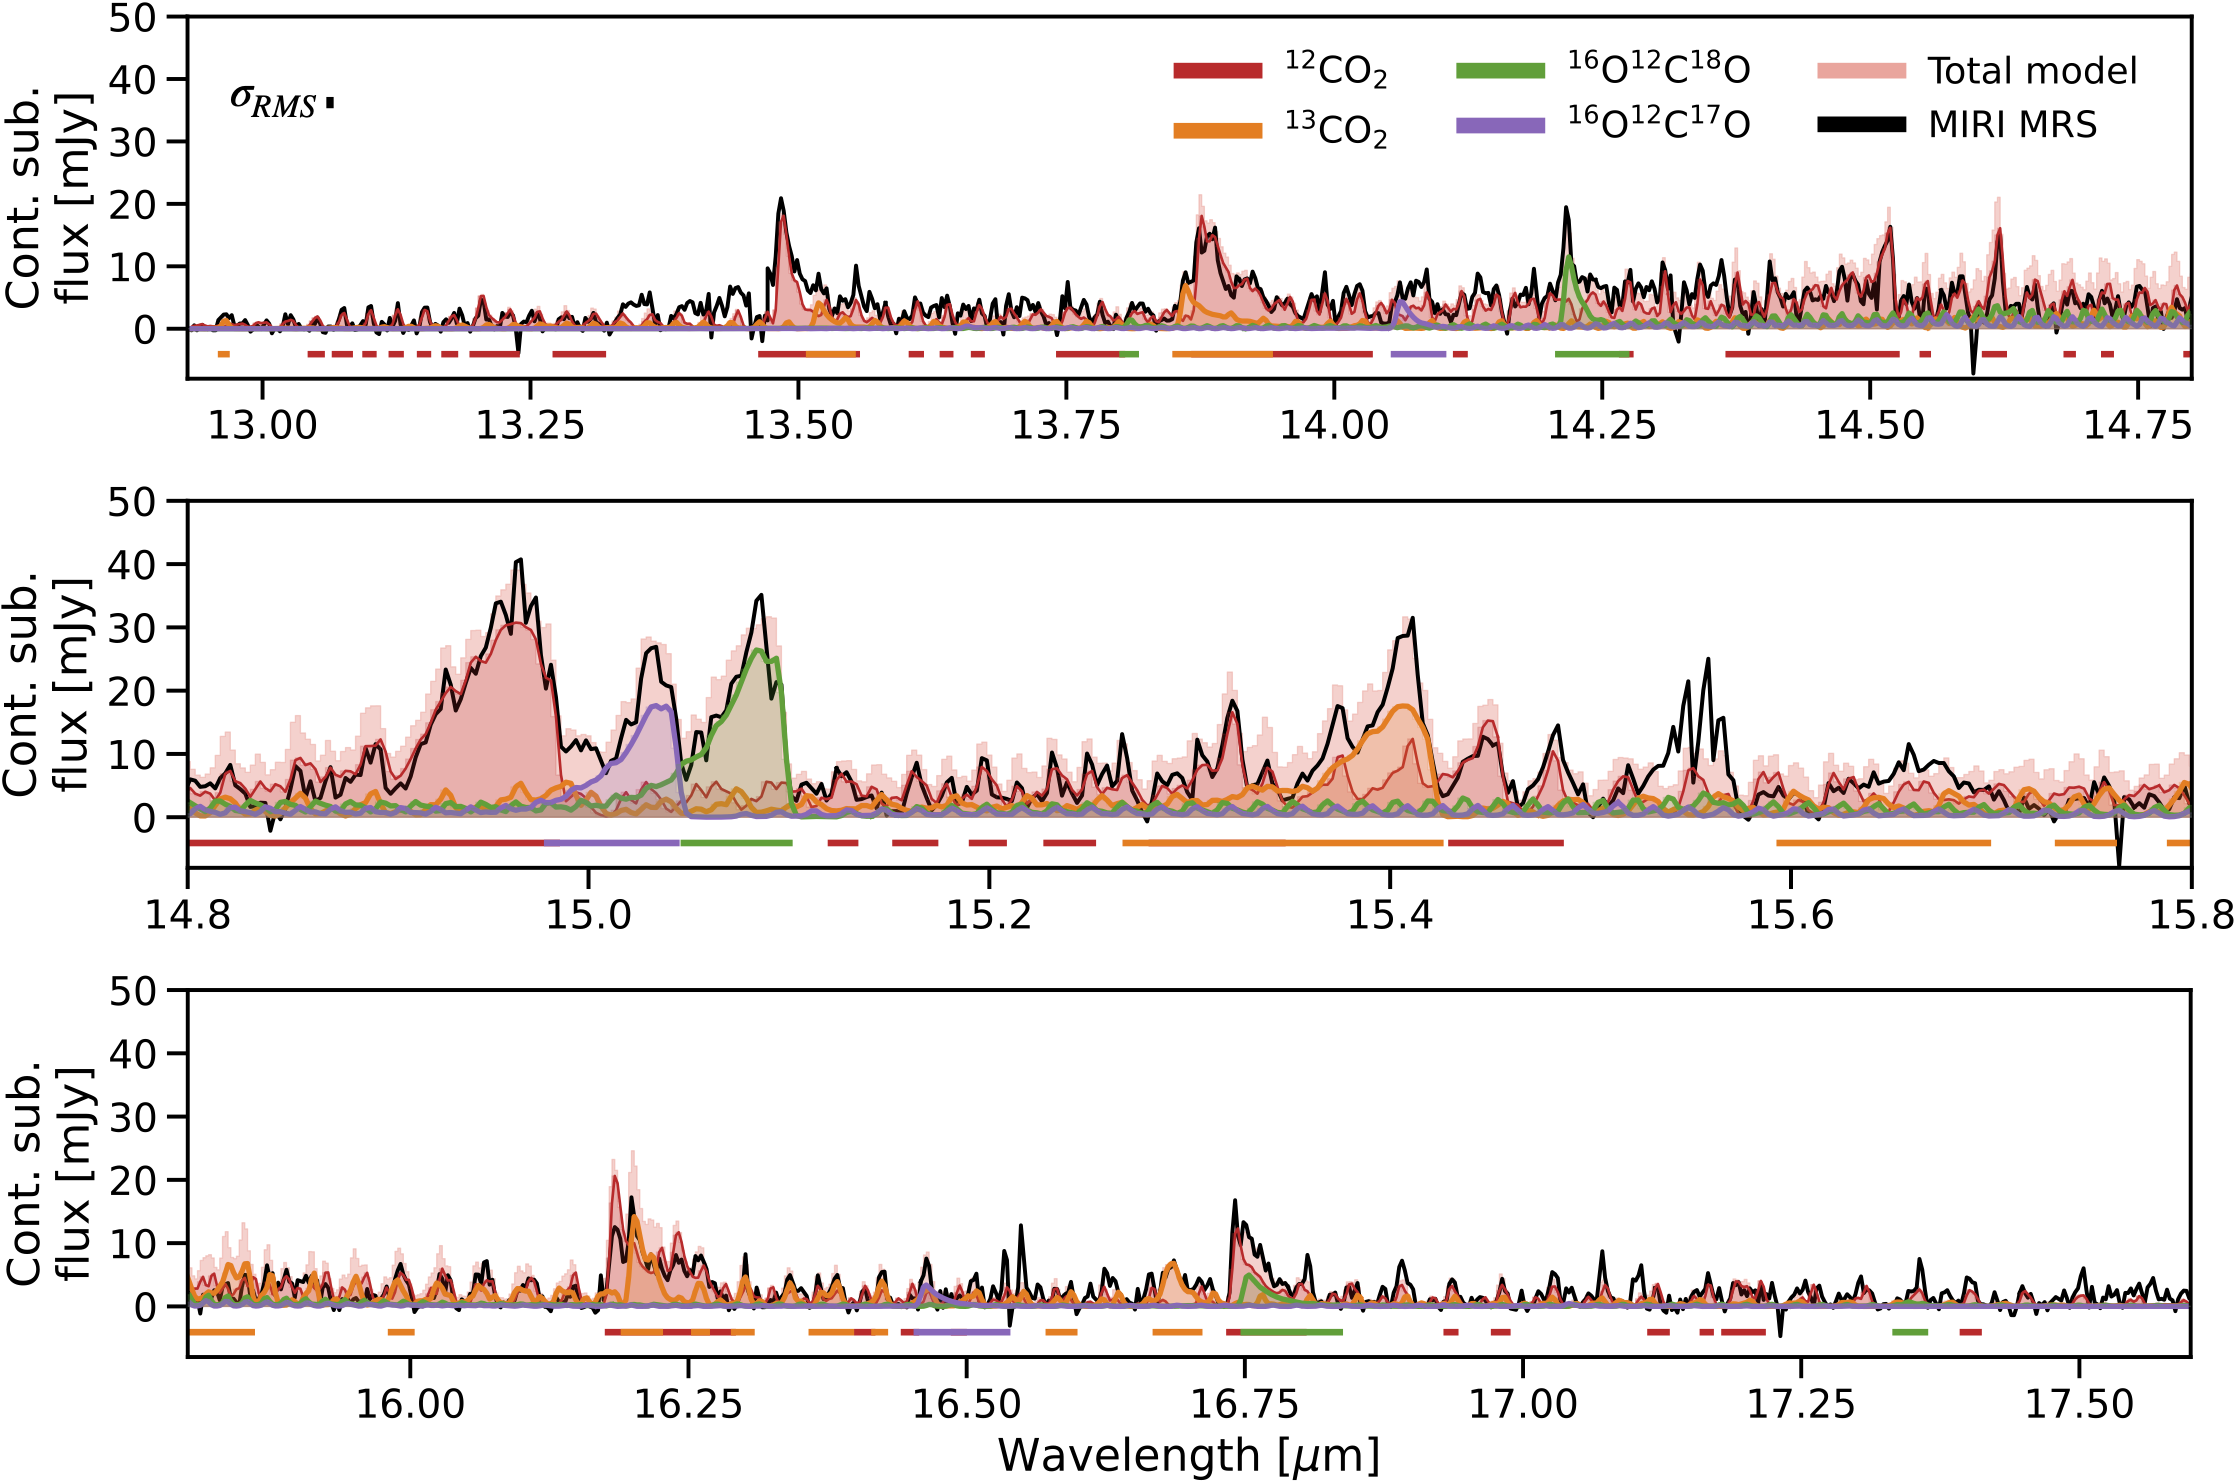 50
40
30
20
10
0
Cont. sub.
flux [mJy]
σRMS
¹²CO₂
¹³CO₂
¹⁶O¹²C¹⁸O
¹⁶O¹²C¹⁷O
Total model
MIRI MRS
13.00 13.25 13.50 13.75 14.00 14.25 14.50 14.75
50
40
30
20
10
0
Cont. sub.
flux [mJy]
14.8 15.0 15.2 15.4 15.6 15.8
50
40
30
20
10
0
Cont. sub.
flux [mJy]
16.00 16.25 16.50 16.75 17.00 17.25 17.50
Wavelength [μm]